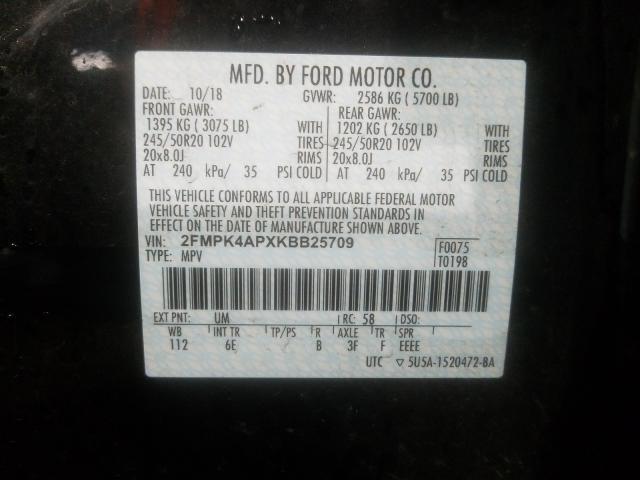 MFD. BY FORD MOTOR CO.
DATE: 10/18 GVWR: 2586 KG ( 5700 LB)
FRONT GAWR: REAR GAWR:
1395 KG ( 3075 LB) WITH 1202 KG ( 2650 LB) WITH
245/50R20 102V TIRES 245/50R20 102V TIRES
20x8.0J RIMS 20x8.0J RIMS
AT 240 kPa/ 35 PSI COLD AT 240 kPa/ 35 PSI COLD
THIS VEHICLE CONFORMS TO ALL APPLICABLE FEDERAL MOTOR
VEHICLE SAFETY AND THEFT PREVENTION STANDARDS IN
EFFECT ON THE DATE OF MANUFACTURE SHOWN ABOVE.
VIN: 2FMPK4APXKBB25709 F0075
TYPE: MPV T0198
EXT PNT: UM RC: 58 DSO:
WB INT TR TP/PS R AXLE TR SPR
112 6E B 3F F EEEE
UTC ▽ 5U5A-1520472-BA